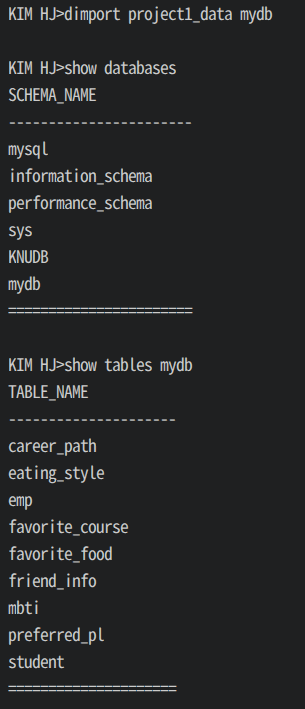 KIM HJ>dimport project1_data mydb
KIM HJ>show databases
SCHEMA_NAME
-----------------------
mysql
information_schema
performance_schema
sys
KNUDB
mydb
=======================
KIM HJ>show tables mydb
TABLE_NAME
---------------------
career_path
eating_style
emp
favorite_course
favorite_food
friend_info
mbti
preferred_pl
student
=====================